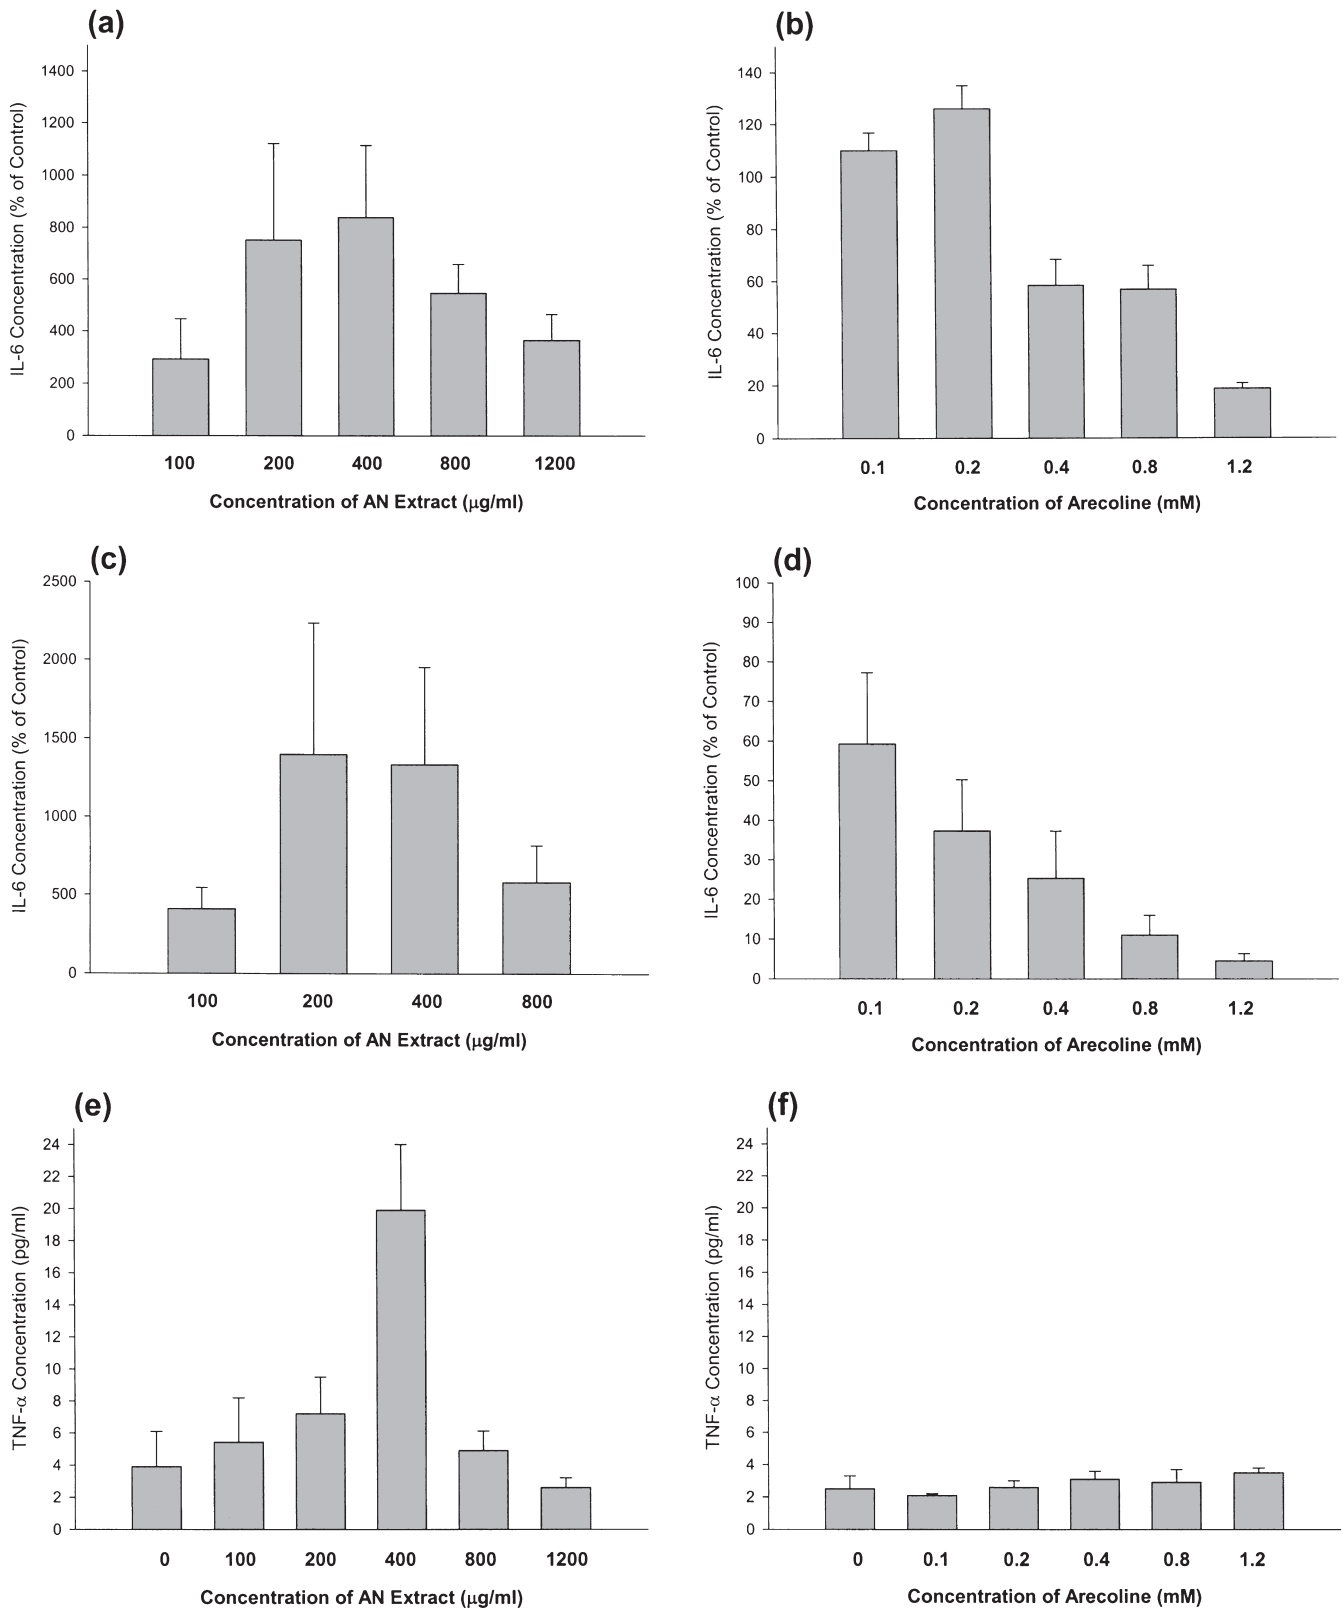 (a)
IL-6 Concentration (% of Control)
1400
1200
1000
800
600
400
200
0
100 200 400 800 1200
Concentration of AN Extract (μg/ml)
(b)
IL-6 Concentration (% of Control)
140
120
100
80
60
40
20
0
0.1 0.2 0.4 0.8 1.2
Concentration of Arecoline (mM)
(c)
IL-6 Concentration (% of Control)
2500
2000
1500
1000
500
0
100 200 400 800
Concentration of AN Extract (μg/ml)
(d)
IL-6 Concentration (% of Control)
100
90
80
70
60
50
40
30
20
10
0
0.1 0.2 0.4 0.8 1.2
Concentration of Arecoline (mM)
(e)
TNF-α Concentration (pg/ml)
24
22
20
18
16
14
12
10
8
6
4
2
0
0 100 200 400 800 1200
Concentration of AN Extract (μg/ml)
(f)
TNF-α Concentration (pg/ml)
24
22
20
18
16
14
12
10
8
6
4
2
0
0 0.1 0.2 0.4 0.8 1.2
Concentration of Arecoline (mM)